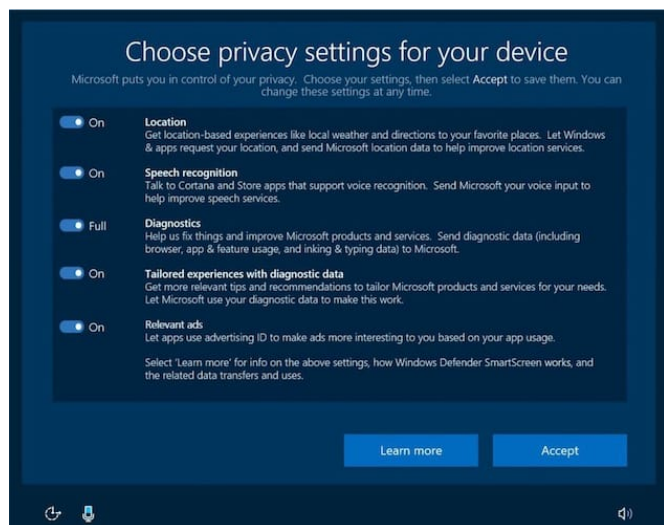 Choose privacy settings for your device
Microsoft puts you in control of your privacy. Choose your settings, then select Accept to save them. You can
change these settings at any time.
On
Location
Get location-based experiences like local weather and directions to your favorite places. Let Windows
& apps request your location, and send Microsoft location data to help improve location services.
On
Speech recognition
Talk to Cortana and Store apps that support voice recognition. Send Microsoft your voice input to
help improve speech services.
Full
Diagnostics
Help us fix things and improve Microsoft products and services. Send diagnostic data (including
browser, app & feature usage, and inking & typing data) to Microsoft.
On
Tailored experiences with diagnostic data
Get more relevant tips and recommendations to tailor Microsoft products and services for your needs.
Let Microsoft use your diagnostic data to make this work.
On
Relevant ads
Let apps use advertising ID to make ads more interesting to you based on your app usage.
Select 'Learn more' for info on the above settings, how Windows Defender SmartScreen works, and
the related data transfers and uses.
Learn more
Accept